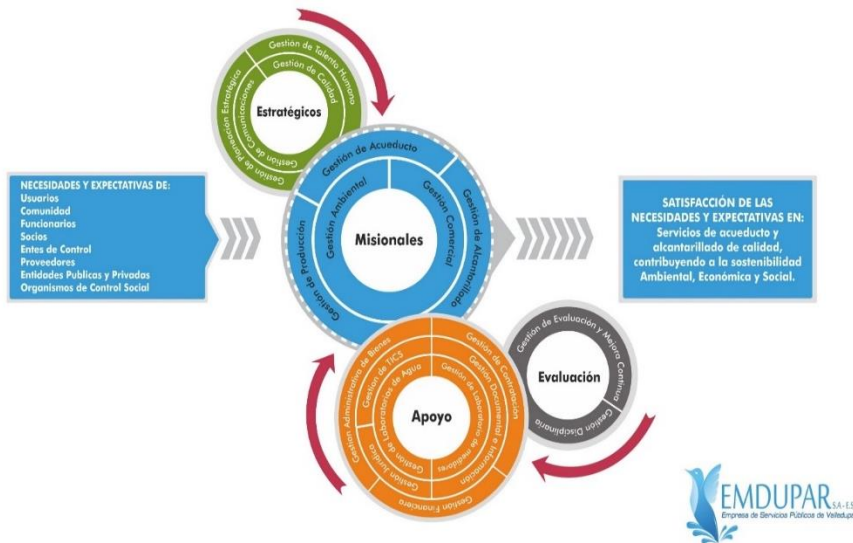 Gestión de Talento Humano
Gestión de Calidad
Gestión de Planeación Estratégica
Gestión de Comunicaciones
Estratégicos
NECESIDADES Y EXPECTATIVAS DE:
Usuarios
Comunidad
Funcionarios
Socios
Entes de Control
Proveedores
Entidades Publicas y Privadas
Organismos de Control Social
Gestión de Acueducto
Gestión Ambiental
Gestión Comercial
Gestión de Producción
Gestión de Alcantarillado
Misionales
SATISFACCIÓN DE LAS
NECESIDADES Y EXPECTATIVAS EN:
Servicios de acueducto y
alcantarillado de calidad,
contribuyendo a la sostenibilidad
Ambiental, Económica y Social.
Gestión Administrativa de Bienes
Gestion de TICS
Gestión de Laboratorios de Agua
Gestión de Contratación
Gestión Documental e Información
Gestión de Laboratorio de medidores
Gestión Jurídica
Gestión Financiera
Apoyo
Gestión de Evaluación y Mejora Continua
Gestión Disciplinaria
Evaluación
EMDUPAR S.A.-E.S
Empresa de Servicios Públicos de Valledupar